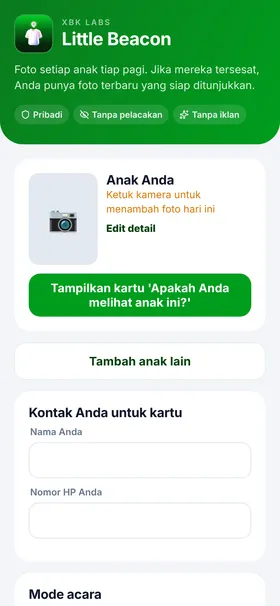 XBK LABS
Little Beacon
Foto setiap anak tiap pagi. Jika mereka tersesat,
Anda punya foto terbaru yang siap ditunjukkan.
Pribadi
Tanpa pelacakan
Tanpa iklan
Anak Anda
Ketuk kamera untuk
menambah foto hari ini
Edit detail
Tampilkan kartu 'Apakah Anda
melihat anak ini?'
Tambah anak lain
Kontak Anda untuk kartu
Nama Anda
Nomor HP Anda
Mode acara